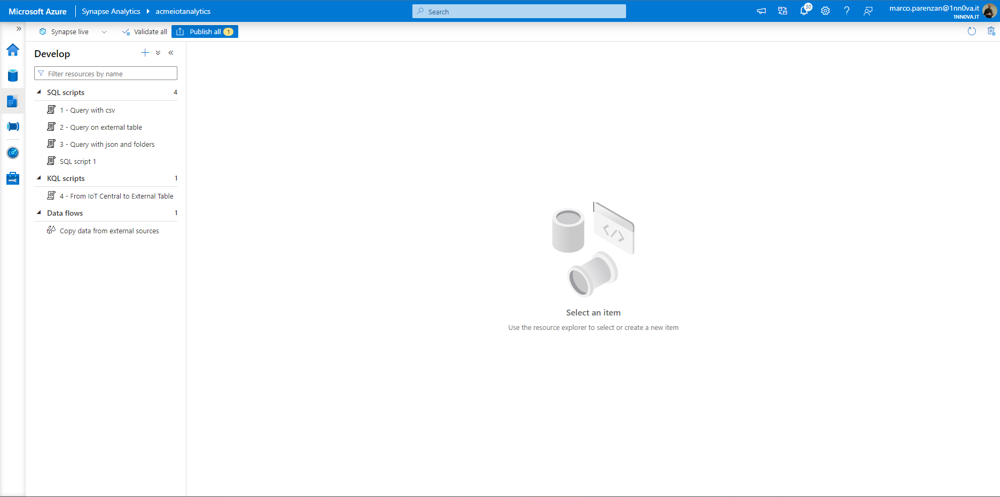 Microsoft Azure
Synapse Analytics
acmeiotanalytics
Search
30
marco.parenzan@1nn0va.it
1NN0VA.IT
Synapse live
Validate all
Publish all
1
Develop
Filter resources by name
SQL scripts 4
1 - Query with csv
2 - Query on external table
3 - Query with json and folders
SQL script 1
KQL scripts 1
4 - From IoT Central to External Table
Data flows 1
Copy data from external sources
</>
Select an item
Use the resource explorer to select or create a new item